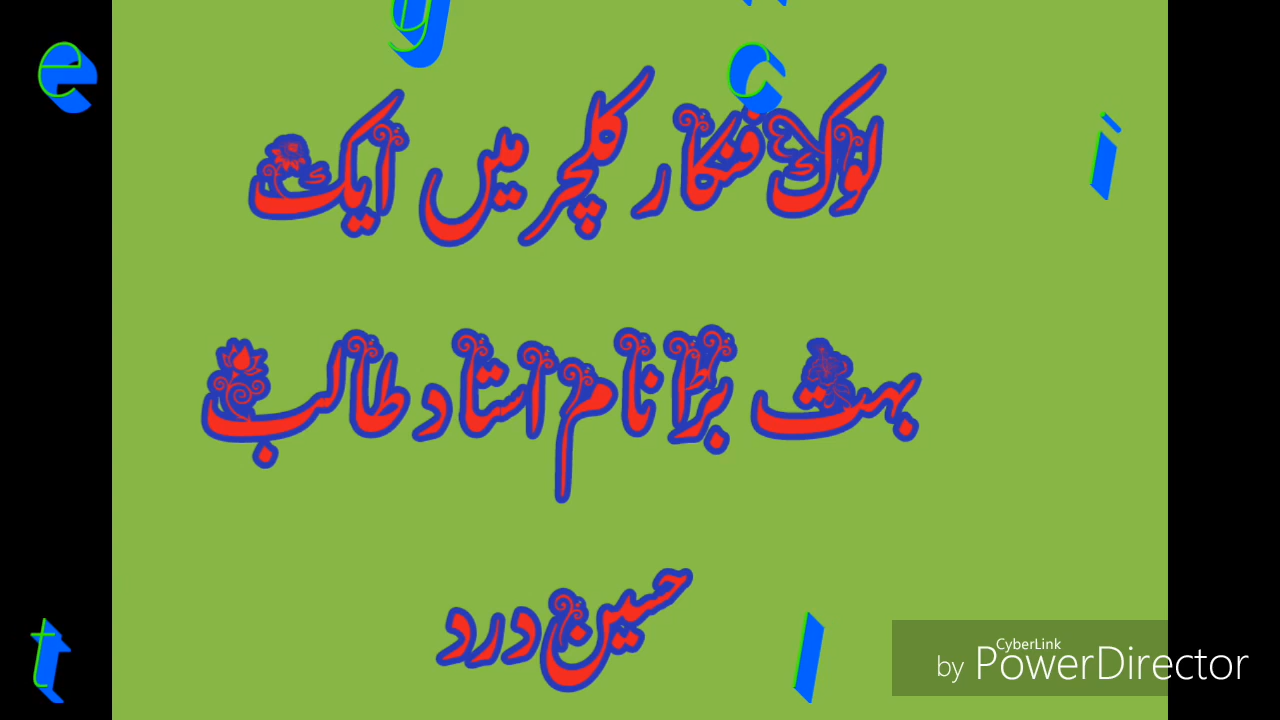 لوک فنکار کلچر میں ایک
بہت بڑا نام استاد طالب
حسین درد
e
y
c
i
t
l
by CyberLink PowerDirector